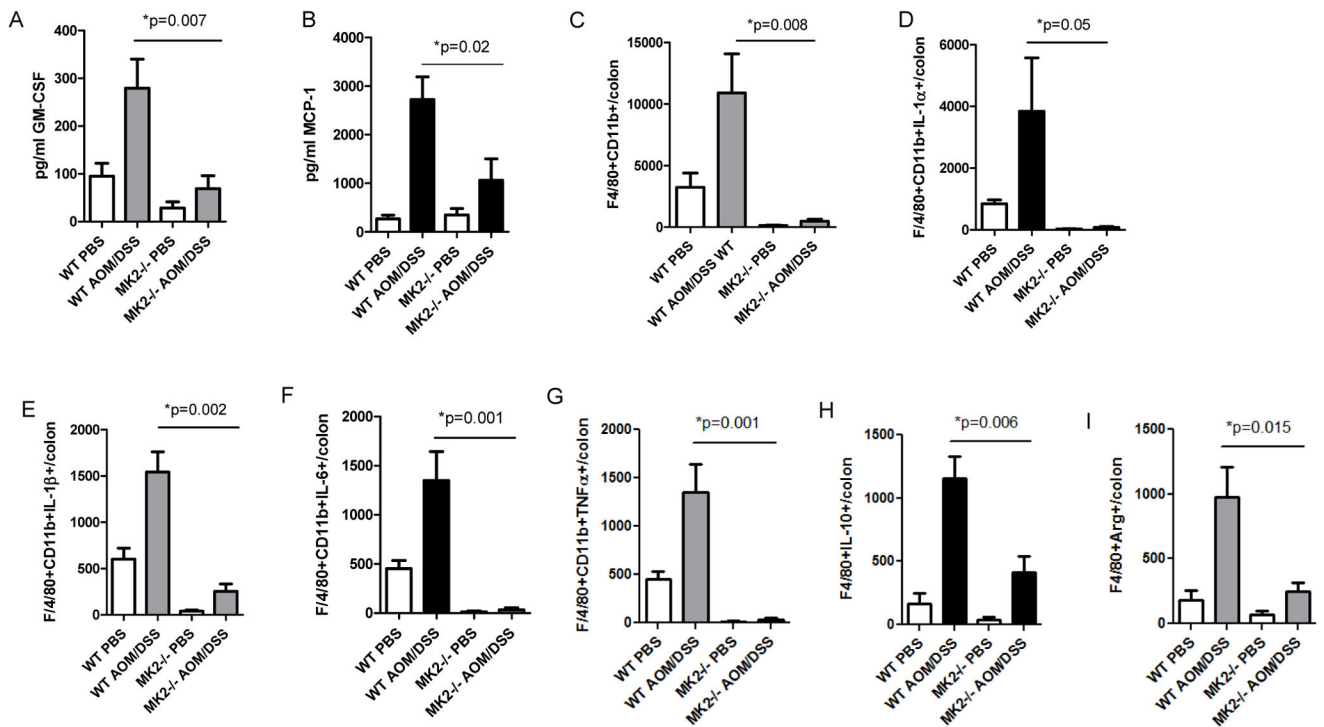 A
*p=0.007
pg/ml GM-CSF
400
300
200
100
0
WT PBS
WT AOM/DSS
MK2-/- PBS
MK2-/- AOM/DSS
B
*p=0.02
pg/ml MCP-1
4000
3000
2000
1000
0
WT PBS
WT AOM/DSS
MK2-/- PBS
MK2-/- AOM/DSS
C
*p=0.008
F4/80+CD11b+/colon
15000
10000
5000
0
WT PBS
WT AOM/DSS WT
MK2-/- PBS
MK2-/- AOM/DSS
D
*p=0.05
F/4/80+CD11b+IL-1α+/colon
6000
4000
2000
0
WT PBS
WT AOM/DSS
MK2-/- PBS
MK2-/- AOM/DSS
E
*p=0.002
F/4/80+CD11b+IL-1β+/colon
2000
1500
1000
500
0
WT PBS
WT AOM/DSS
MK2-/- PBS
MK2-/- AOM/DSS
F
*p=0.001
F/4/80+CD11b+IL-6+/colon
2000
1500
1000
500
0
WT PBS
WT AOM/DSS
MK2-/- PBS
MK2-/- AOM/DSS
G
*p=0.001
F/4/80+CD11b+TNFα+/colon
2000
1500
1000
500
0
WT PBS
WT AOM/DSS
MK2-/- PBS
MK2-/- AOM/DSS
H
*p=0.006
F4/80+IL-10+/colon
1500
1000
500
0
WT PBS
WT AOM/DSS
MK2-/- PBS
MK2-/- AOM/DSS
I
*p=0.015
F4/80+Arg+/colon
1500
1000
500
0
WT PBS
WT AOM/DSS
MK2-/- PBS
MK2-/- AOM/DSS